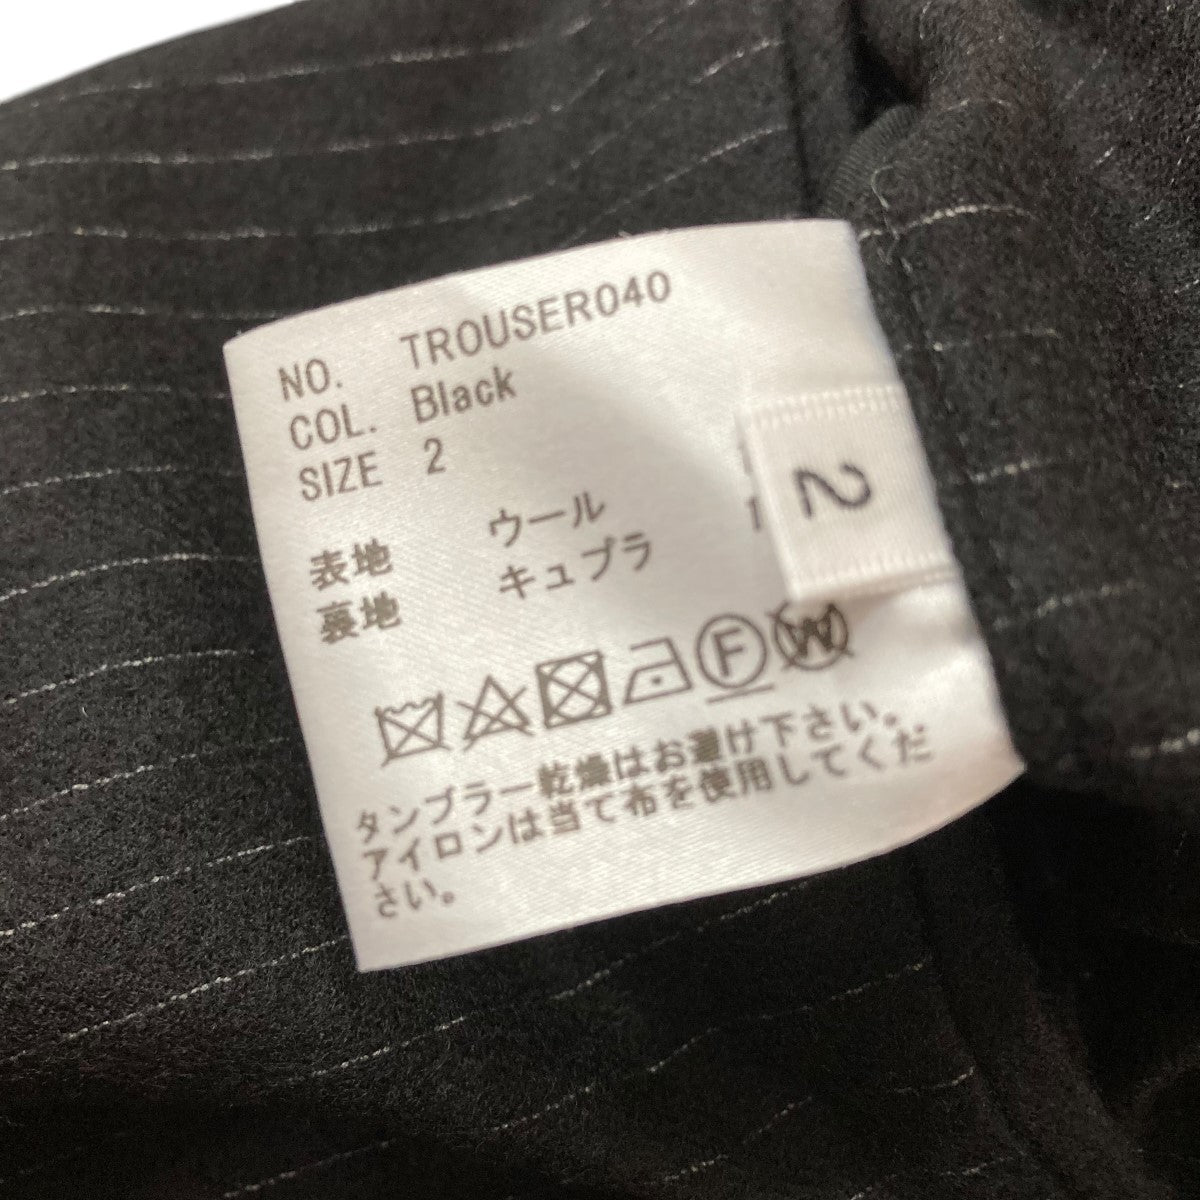 NO. TROUSER040
COL. Black
SIZE 2
表地 ウール
裏地 キュプラ
2
F
W
タンブラー乾燥はお避け下さい。
アイロンは当て布を使用してくだ
さい。